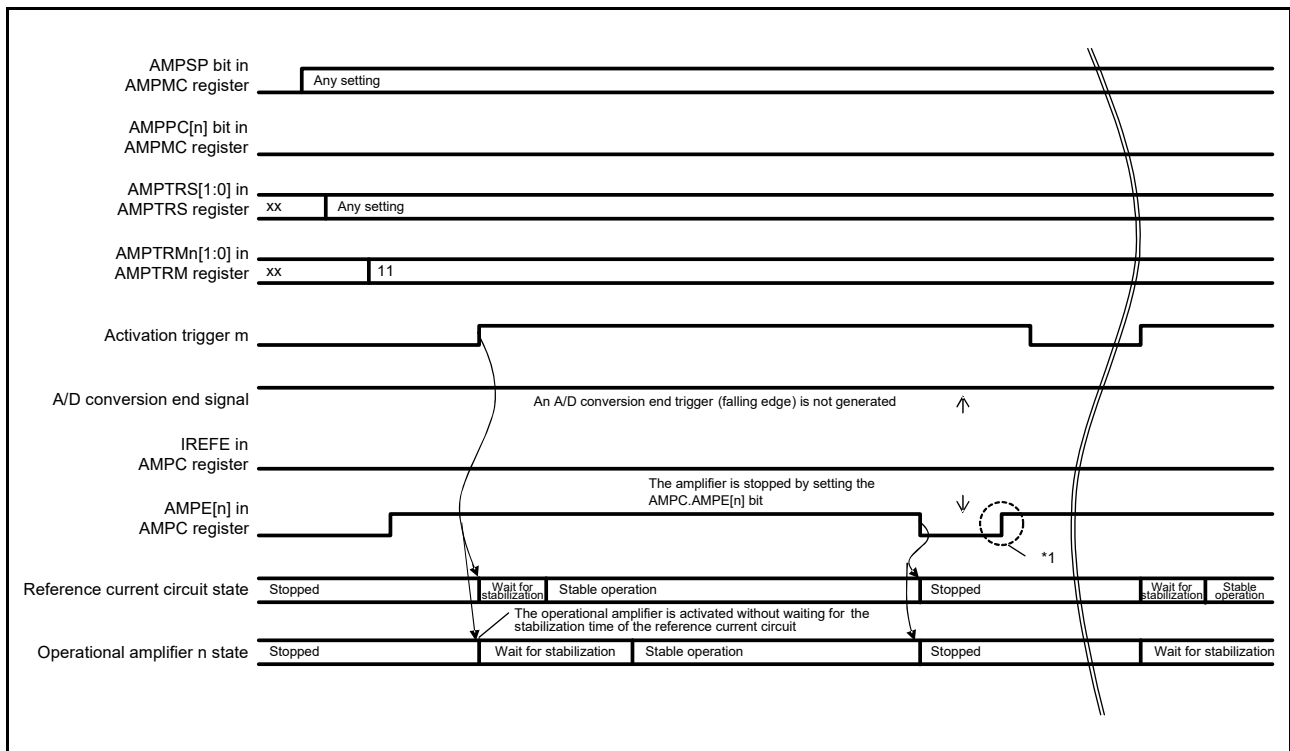 AMPSP bit in
AMPMC register
Any setting
AMPPC[n] bit in
AMPMC register
AMPTRS[1:0] in
AMPTRS register
xx
Any setting
AMPTRMn[1:0] in
AMPTRM register
xx
11
Activation trigger m
A/D conversion end signal
An A/D conversion end trigger (falling edge) is not generated
IREFE in
AMPC register
The amplifier is stopped by setting the
AMPC.AMPE[n] bit
AMPE[n] in
AMPC register
*1
Reference current circuit state
Stopped
Wait for
stabilization
Stable operation
Stopped
Wait for
stabilization
Stable
operation
The operational amplifier is activated without waiting for the
stabilization time of the reference current circuit
Operational amplifier n state
Stopped
Wait for stabilization
Stable operation
Stopped
Wait for stabilization